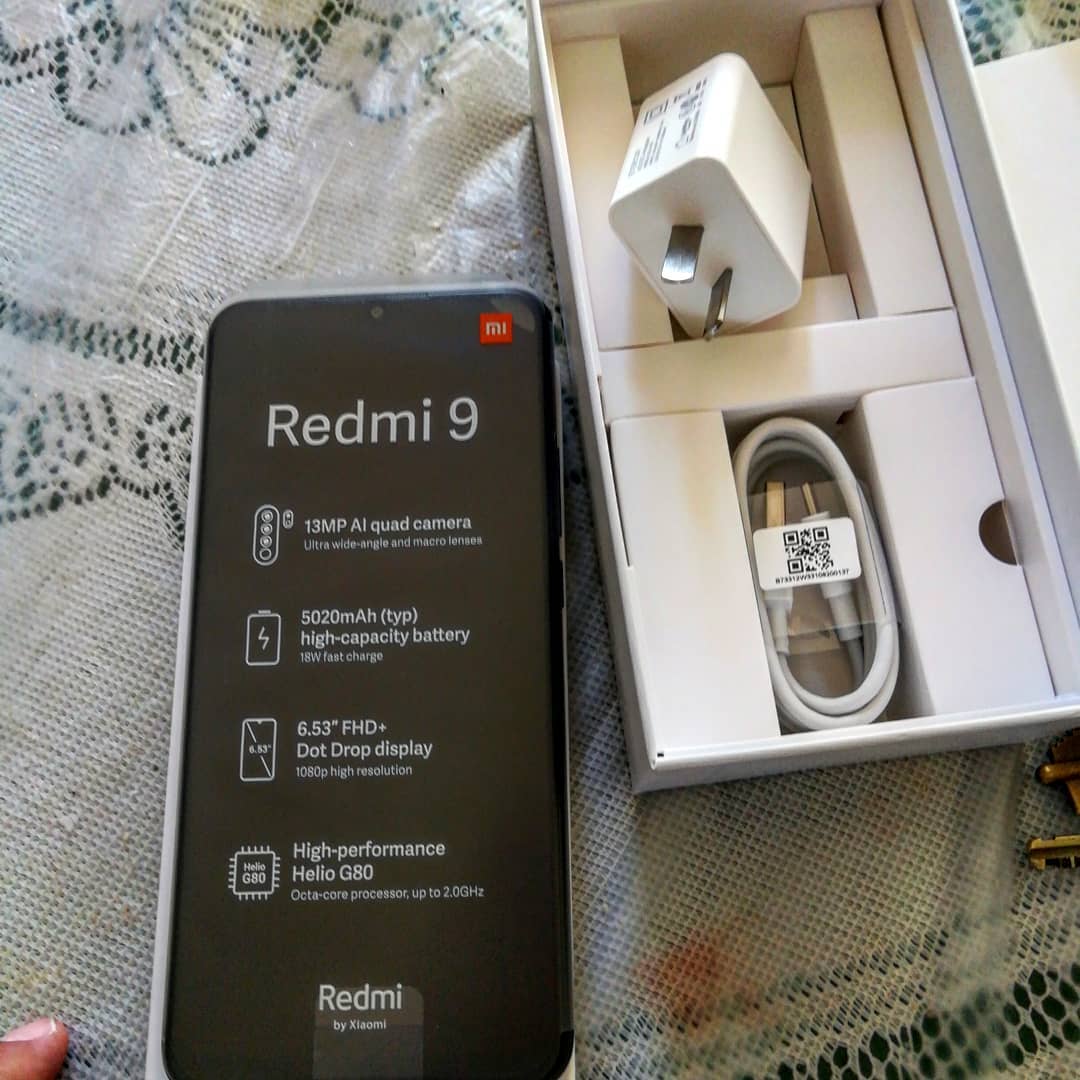 mi
Redmi 9
13MP AI quad camera
Ultra wide-angle and macro lenses
5020mAh (typ)
high-capacity battery
18W fast charge
6.53"
6.53" FHD+
Dot Drop display
1080p high resolution
Helio
G80
High-performance
Helio G80
Octa-core processor, up to 2.0GHz
Redmi
by Xiaomi